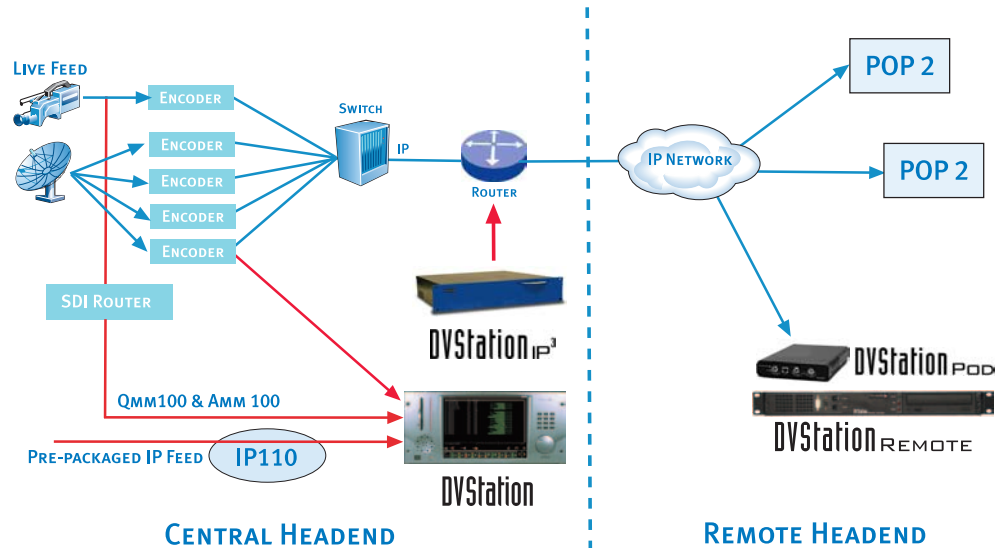 LIVE FEED
ENCODER
ENCODER
ENCODER
ENCODER
ENCODER
SWITCH
IP
ROUTER
IP NETWORK
POP 2
POP 2
SDI ROUTER
DVStation IP³
QMM100 & AMM 100
PRE-PACKAGED IP FEED
IP110
DVStation
DVStation POD
DVStation REMOTE
CENTRAL HEADEND
REMOTE HEADEND